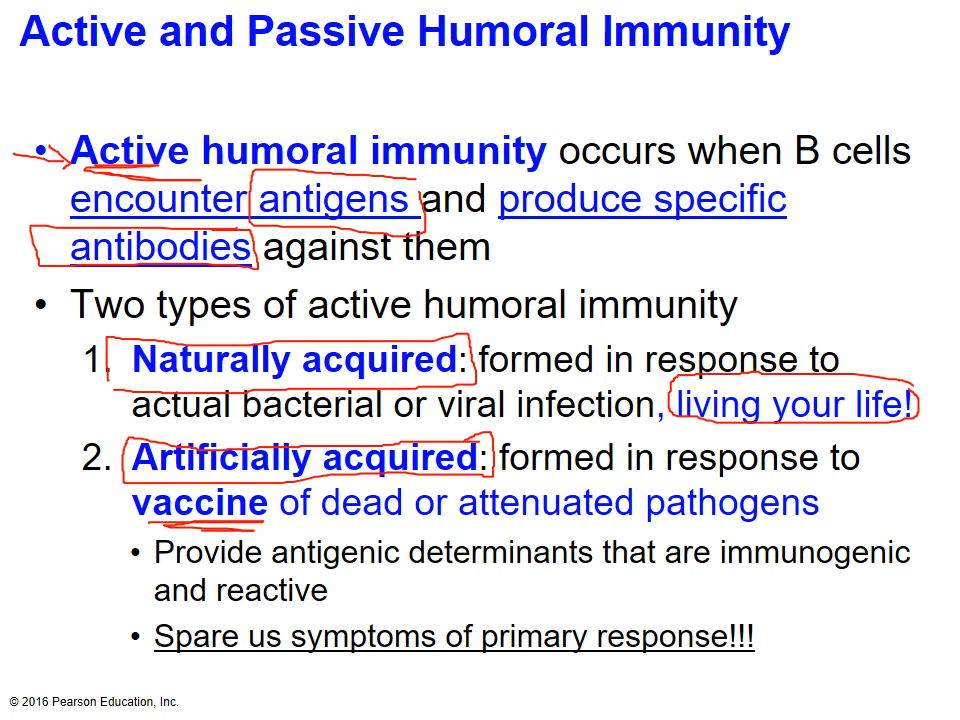 Active and Passive Humoral Immunity
• Active humoral immunity occurs when B cells
encounter antigens and produce specific
antibodies against them
• Two types of active humoral immunity
1. Naturally acquired: formed in response to
actual bacterial or viral infection, living your life!
2. Artificially acquired: formed in response to
vaccine of dead or attenuated pathogens
• Provide antigenic determinants that are immunogenic
and reactive
• Spare us symptoms of primary response!!!
© 2016 Pearson Education, Inc.